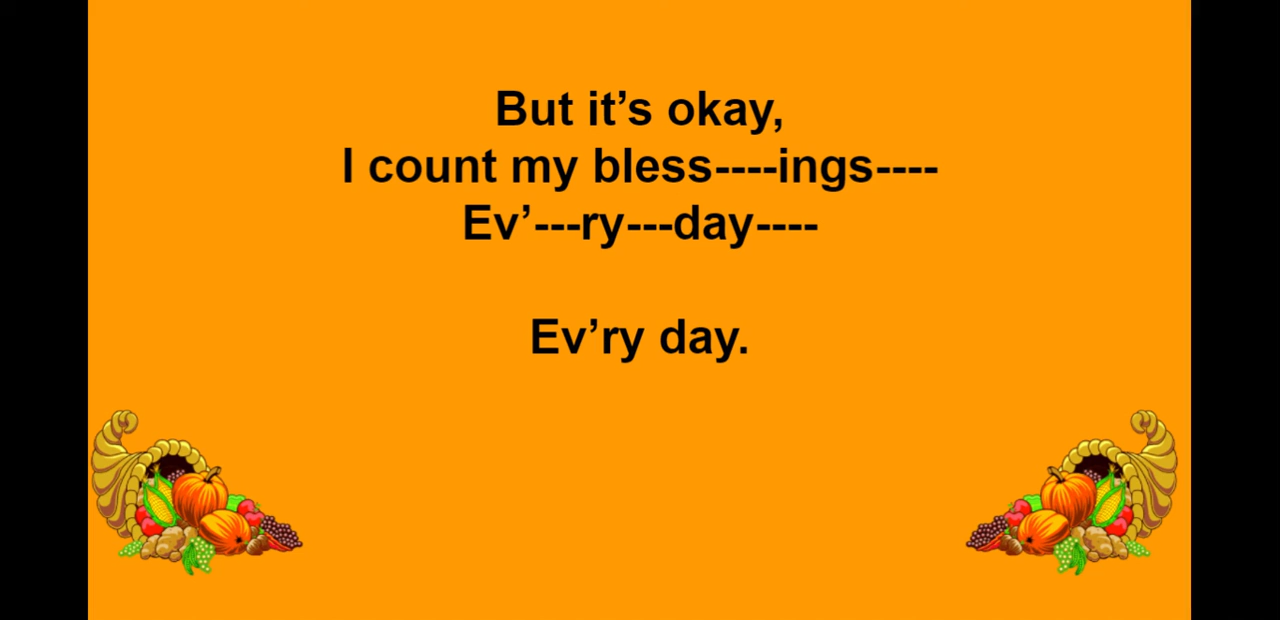 But it’s okay,
I count my bless----ings----
Ev’---ry---day----
Ev’ry day.